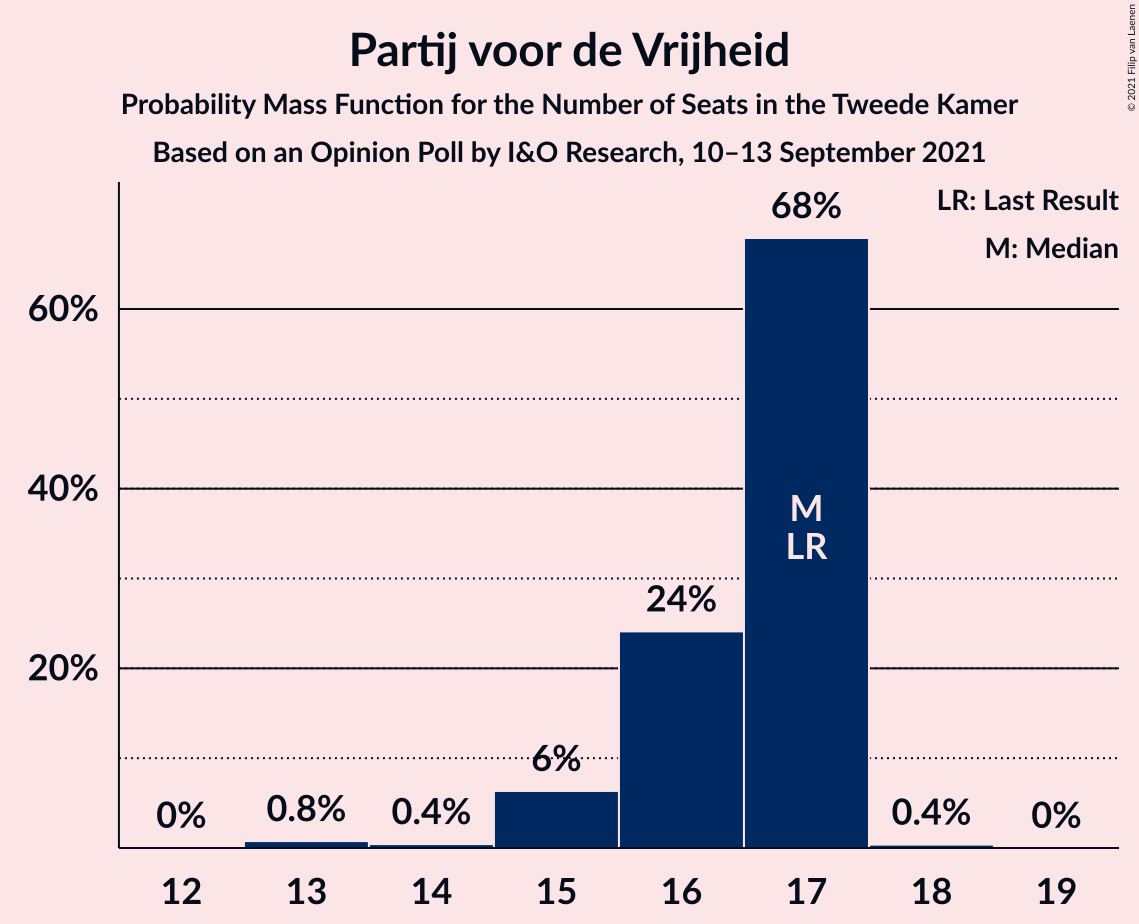 Partij voor de Vrijheid
Probability Mass Function for the Number of Seats in the Tweede Kamer
Based on an Opinion Poll by I&O Research, 10–13 September 2021
© 2021 Filip van Laenen
LR: Last Result
M: Median
68%
60%
40%
M
LR
24%
20%
6%
0%
0.8%
0.4%
0.4%
0%
12
13
14
15
16
17
18
19